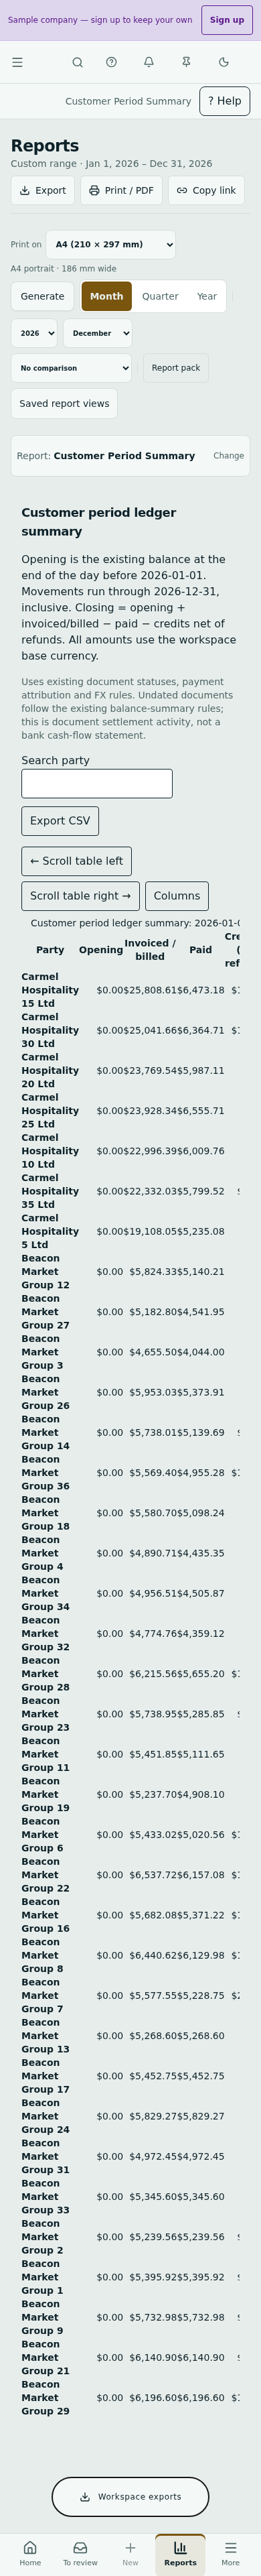 Sample company — sign up to keep your own
Sign up
Customer Period Summary
? Help
Reports
Custom range · Jan 1, 2026 – Dec 31, 2026
Export
Print / PDF
Copy link
Print on
A4 (210 × 297 mm)
A4 portrait · 186 mm wide
Generate
Month
Quarter
Year
2026
December
No comparison
Report pack
Saved report views
Report: Customer Period Summary
Change
Customer period ledger
summary
Opening is the existing balance at the
end of the day before 2026-01-01.
Movements run through 2026-12-31,
inclusive. Closing = opening +
invoiced/billed − paid − credits net of
refunds. All amounts use the workspace
base currency.
Uses existing document statuses, payment
attribution and FX rules. Undated documents
follow the existing balance-summary rules;
this is document settlement activity, not a
bank cash-flow statement.
Search party
Export CSV
← Scroll table left
Scroll table right →
Columns
Customer period ledger summary: 2026-01-0
Party Opening Invoiced / billed Paid
Carmel Hospitality 15 Ltd $0.00 $25,808.61 $6,473.18
Carmel Hospitality 30 Ltd $0.00 $25,041.66 $6,364.71
Carmel Hospitality 20 Ltd $0.00 $23,769.54 $5,987.11
Carmel Hospitality 25 Ltd $0.00 $23,928.34 $6,555.71
Carmel Hospitality 10 Ltd $0.00 $22,996.39 $6,009.76
Carmel Hospitality 35 Ltd $0.00 $22,332.03 $5,799.52
Carmel Hospitality 5 Ltd $0.00 $19,108.05 $5,235.08
Beacon Market Group 12 $0.00 $5,824.33 $5,140.21
Beacon Market Group 27 $0.00 $5,182.80 $4,541.95
Beacon Market Group 3 $0.00 $4,655.50 $4,044.00
Beacon Market Group 26 $0.00 $5,953.03 $5,373.91
Beacon Market Group 14 $0.00 $5,738.01 $5,139.69
Beacon Market Group 36 $0.00 $5,569.40 $4,955.28
Beacon Market Group 18 $0.00 $5,580.70 $5,098.24
Beacon Market Group 4 $0.00 $4,890.71 $4,435.35
Beacon Market Group 34 $0.00 $4,956.51 $4,505.87
Beacon Market Group 32 $0.00 $4,774.76 $4,359.12
Beacon Market Group 28 $0.00 $6,215.56 $5,655.20
Beacon Market Group 23 $0.00 $5,738.95 $5,285.85
Beacon Market Group 11 $0.00 $5,451.85 $5,111.65
Beacon Market Group 19 $0.00 $5,237.70 $4,908.10
Beacon Market Group 6 $0.00 $5,433.02 $5,020.56
Beacon Market Group 22 $0.00 $6,537.72 $6,157.08
Beacon Market Group 16 $0.00 $5,682.08 $5,371.22
Beacon Market Group 8 $0.00 $6,440.62 $6,129.98
Beacon Market Group 7 $0.00 $5,577.55 $5,228.75
Beacon Market Group 13 $0.00 $5,268.60 $5,268.60
Beacon Market Group 17 $0.00 $5,452.75 $5,452.75
Beacon Market Group 24 $0.00 $5,829.27 $5,829.27
Beacon Market Group 31 $0.00 $4,972.45 $4,972.45
Beacon Market Group 33 $0.00 $5,345.60 $5,345.60
Beacon Market Group 2 $0.00 $5,239.56 $5,239.56
Beacon Market Group 1 $0.00 $5,395.92 $5,395.92
Beacon Market Group 9 $0.00 $5,732.98 $5,732.98
Beacon Market Group 21 $0.00 $6,140.90 $6,140.90
Beacon Market Group 29 $0.00 $6,196.60 $6,196.60
Workspace exports
Home
To review
New
Reports
More